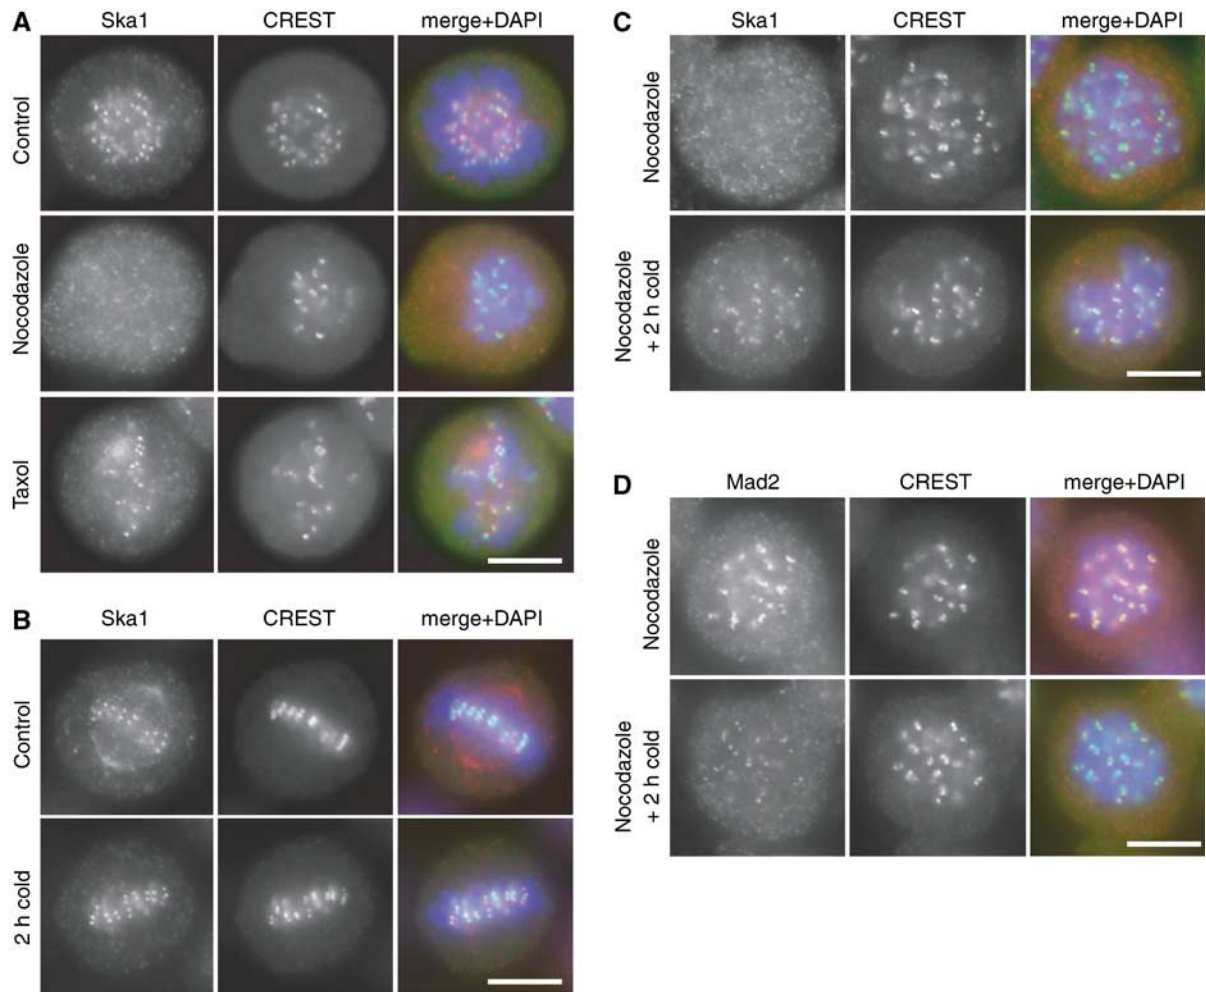 A
Ska1 CREST merge+DAPI
Control
Nocodazole
Taxol
B
Ska1 CREST merge+DAPI
Control
2 h cold
C
Ska1 CREST merge+DAPI
Nocodazole
Nocodazole
+ 2 h cold
D
Mad2 CREST merge+DAPI
Nocodazole
Nocodazole
+ 2 h cold